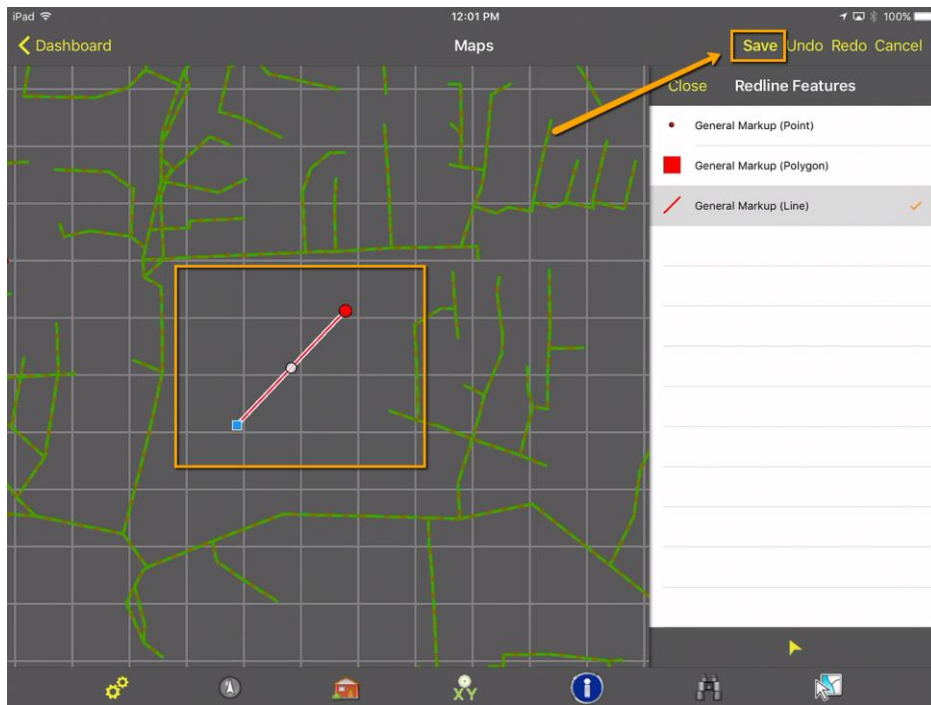 iPad 12:01 PM 100%
Dashboard Maps Save Undo Redo Cancel
Close Redline Features
General Markup (Point)
General Markup (Polygon)
General Markup (Line)
XY